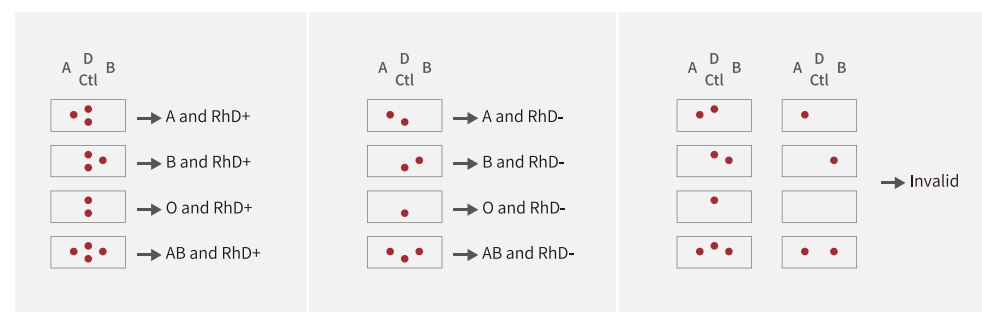 D
A B
Ctl
A and RhD+
B and RhD+
O and RhD+
AB and RhD+
D
A B
Ctl
A and RhD-
B and RhD-
O and RhD-
AB and RhD-
D
A B
Ctl
D
A B
Ctl
Invalid